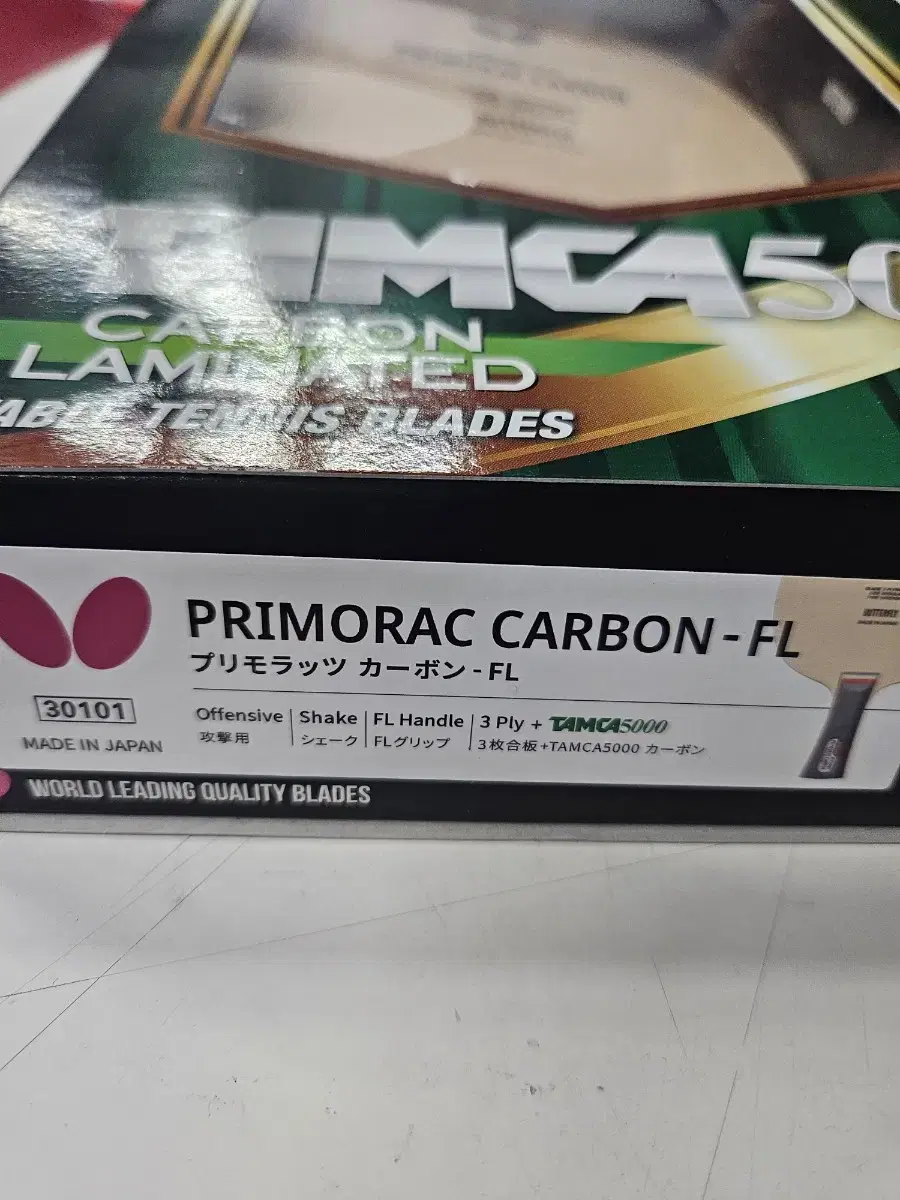 TAMCA50
CARBON
LAMINATED
TABLE TENNIS BLADES
PRIMORAC CARBON-FL
プリモラッツ カーボン-FL
30101
MADE IN JAPAN
Offensive Shake FL Handle 3 Ply + TAMCA5000
攻撃用 シェーク FLグリップ 3枚合板+TAMCA5000 カーボン
WORLD LEADING QUALITY BLADES